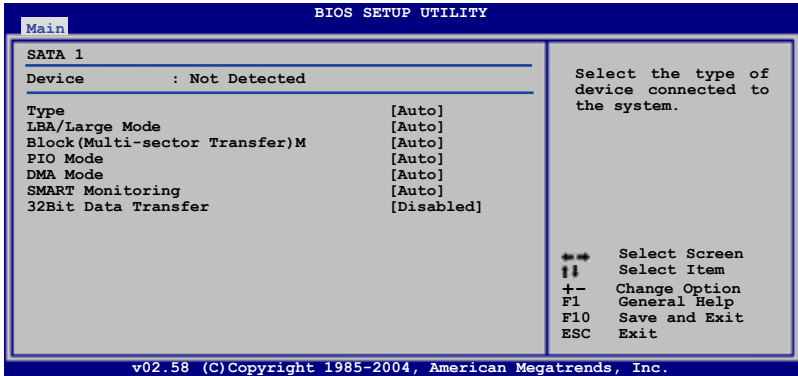 BIOS SETUP UTILITY
Main
SATA 1
Device : Not Detected
Type [Auto]
LBA/Large Mode [Auto]
Block(Multi-sector Transfer)M [Auto]
PIO Mode [Auto]
DMA Mode [Auto]
SMART Monitoring [Auto]
32Bit Data Transfer [Disabled]
Select the type of
device connected to
the system.
←→ Select Screen
↑↓ Select Item
+- Change Option
F1 General Help
F10 Save and Exit
ESC Exit
v02.58 (C)Copyright 1985-2004, American Megatrends, Inc.